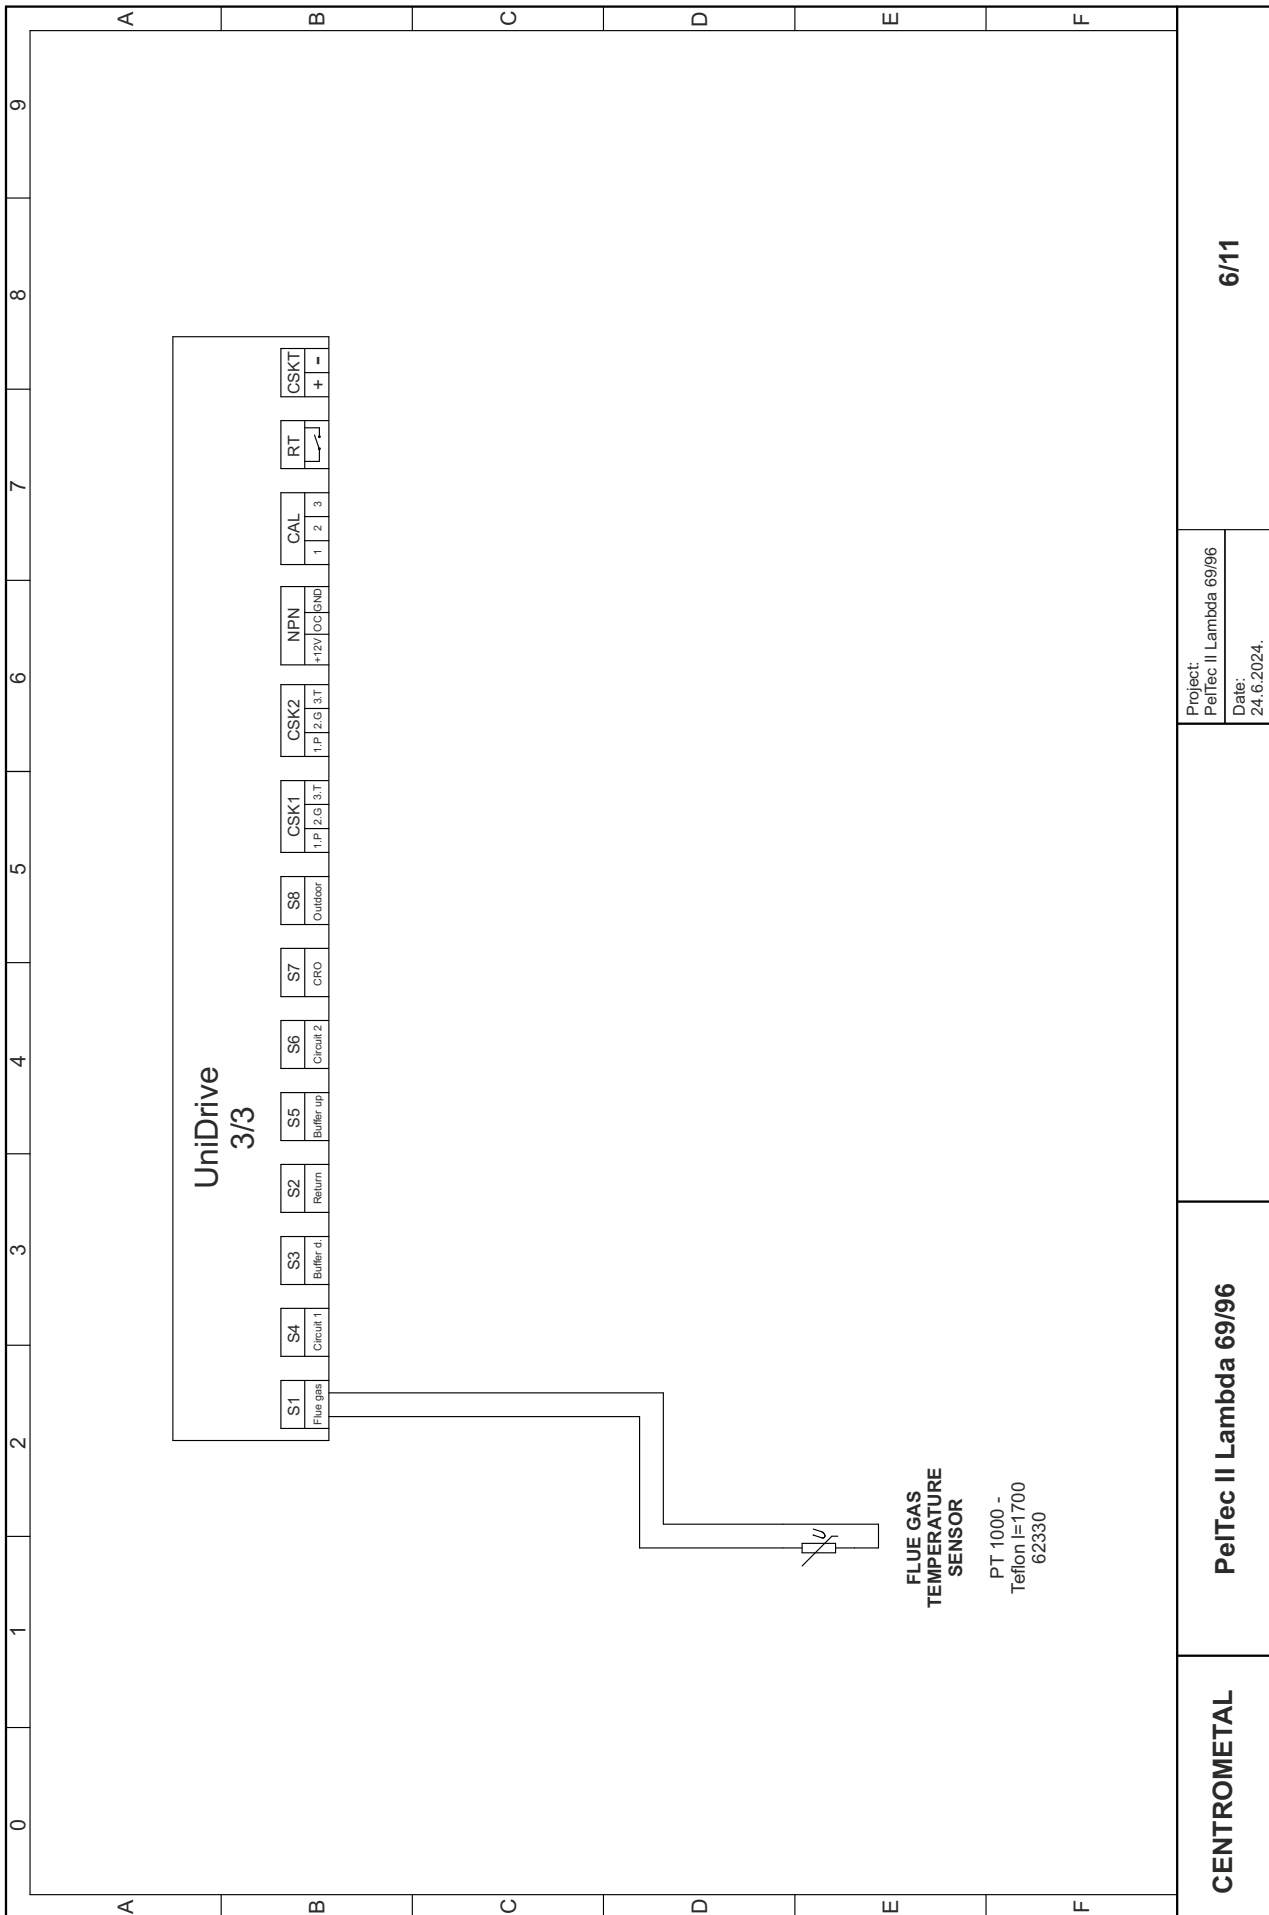 0 1 2 3 4 5 6 7 8 9
A A
B B
C C
D D
E E
F F
UniDrive
3/3
S1 S4 S3 S2 S5 S6 S7 S8 CSK1 CSK2 NPN CAL RT CSKT
Flue gas Circuit 1 Buffer d. Return Buffer up Circuit 2 CRO Outdoor 1.P 2.G 3.T 1.P 2.G 3.T +12V OC GND 1 2 3 + -
FLUE GAS
TEMPERATURE
SENSOR
PT 1000 -
Teflon l=1700
62330
CENTROMETAL
PelTec II Lambda 69/96
Project:
PelTec II Lambda 69/96
Date:
24.6.2024.
6/11